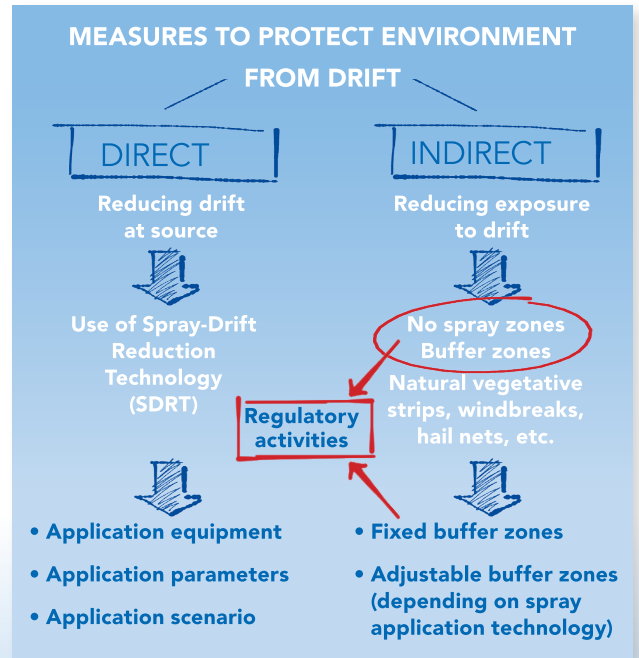 MEASURES TO PROTECT ENVIRONMENT
FROM DRIFT
DIRECT
Reducing drift
at source
Use of Spray-Drift
Reduction
Technology
(SDRT)
• Application equipment
• Application parameters
• Application scenario
INDIRECT
Reducing exposure
to drift
No spray zones
Buffer zones
Natural vegetative
strips, windbreaks,
hail nets, etc.
Regulatory
activities
• Fixed buffer zones
• Adjustable buffer zones
(depending on spray
application technology)